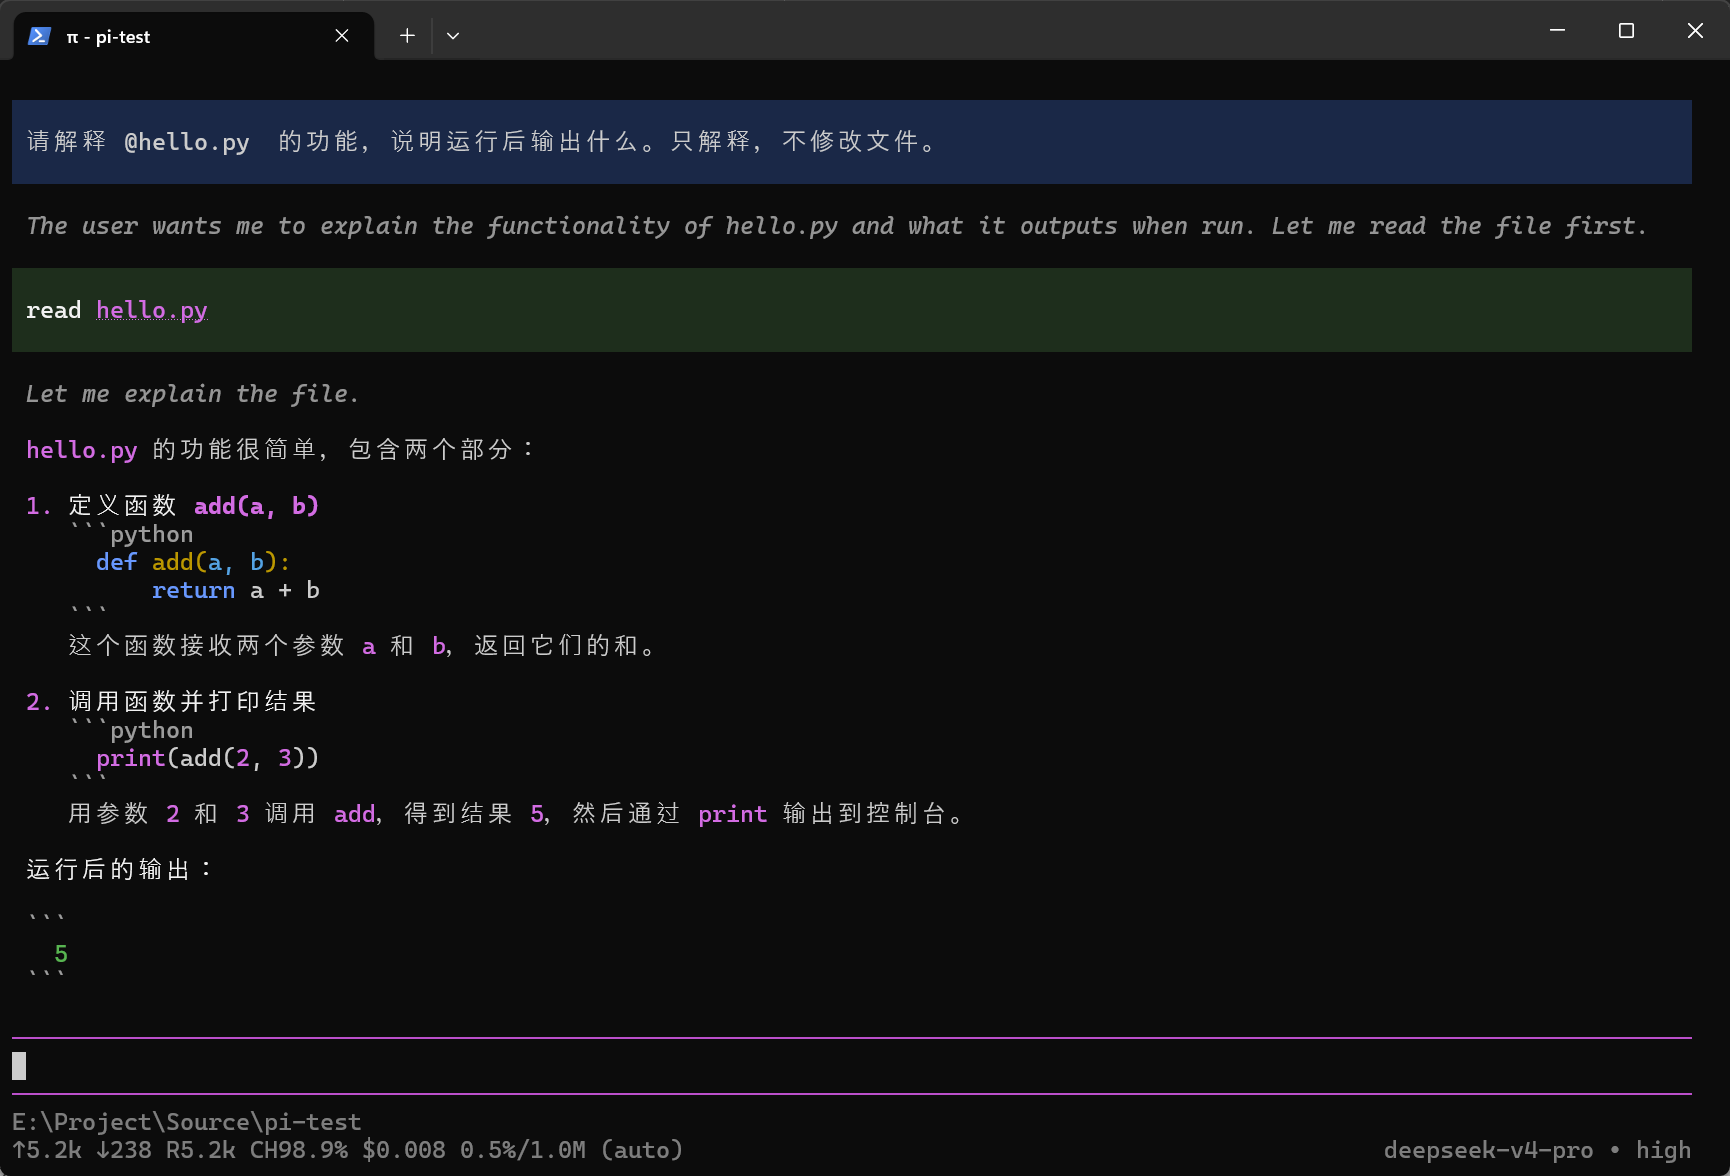 π - pi-test
请解释 @hello.py 的功能，说明运行后输出什么。只解释，不修改文件。
The user wants me to explain the functionality of hello.py and what it outputs when run. Let me read the file first.
read hello.py
Let me explain the file.
hello.py 的功能很简单，包含两个部分：
1. 定义函数 add(a, b)
```python
def add(a, b):
return a + b
```
这个函数接收两个参数 a 和 b，返回它们的和。
2. 调用函数并打印结果
```python
print(add(2, 3))
```
用参数 2 和 3 调用 add，得到结果 5，然后通过 print 输出到控制台。
运行后的输出：
```
5
```
E:\Project\Source\pi-test
↑5.2k ↓238 R5.2k CH98.9% $0.008 0.5%/1.0M (auto) deepseek-v4-pro • high